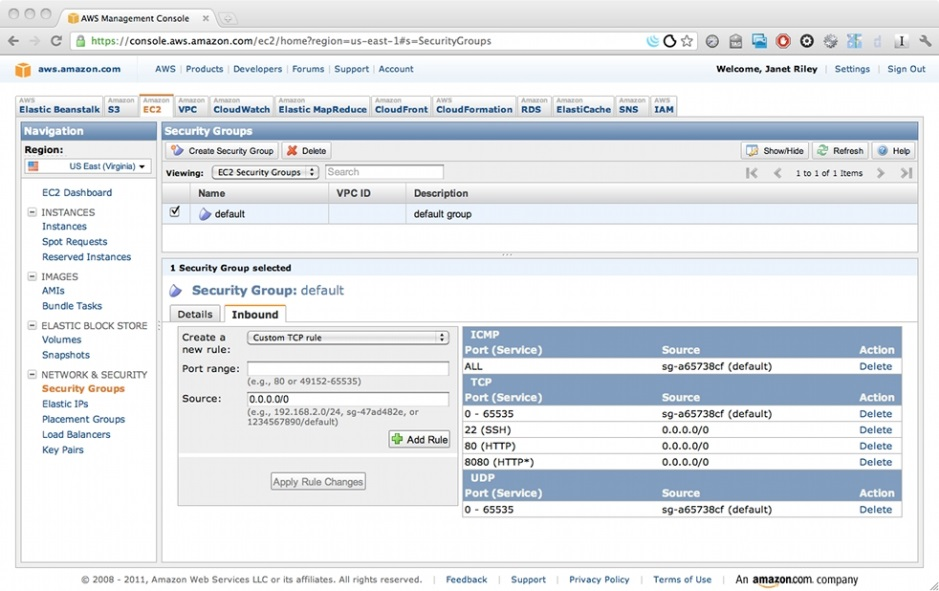 AWS Management Console
https://console.aws.amazon.com/ec2/home?region=us-east-1#s=SecurityGroups
aws.amazon.com AWS | Products | Developers | Forums | Support | Account Welcome, Janet Riley | Settings | Sign Out
AWS Elastic Beanstalk
Amazon S3
Amazon EC2
Amazon VPC
Amazon CloudWatch
Amazon Elastic MapReduce
Amazon CloudFront
AWS CloudFormation
Amazon RDS
Amazon ElastiCache
Amazon SNS
AWS IAM
Navigation
Region:
US East (Virginia)
EC2 Dashboard
INSTANCES
Instances
Spot Requests
Reserved Instances
IMAGES
AMIs
Bundle Tasks
ELASTIC BLOCK STORE
Volumes
Snapshots
NETWORK & SECURITY
Security Groups
Elastic IPs
Placement Groups
Load Balancers
Key Pairs
Security Groups
Create Security Group Delete Show/Hide Refresh Help
Viewing: EC2 Security Groups Search 1 to 1 of 1 Items
Name VPC ID Description
default default group
1 Security Group selected
Security Group: default
Details Inbound
Create a new rule: Custom TCP rule
Port range:
(e.g., 80 or 49152-65535)
Source: 0.0.0.0/0
(e.g., 192.168.2.0/24, sg-47ad482e, or
1234567890/default)
Add Rule
Apply Rule Changes
ICMP
Port (Service) Source Action
ALL sg-a65738cf (default) Delete
TCP
Port (Service) Source Action
0 - 65535 sg-a65738cf (default) Delete
22 (SSH) 0.0.0.0/0 Delete
80 (HTTP) 0.0.0.0/0 Delete
8080 (HTTP*) 0.0.0.0/0 Delete
UDP
Port (Service) Source Action
0 - 65535 sg-a65738cf (default) Delete
© 2008 - 2011, Amazon Web Services LLC or its affiliates. All rights reserved. | Feedback | Support | Privacy Policy | Terms of Use | An amazon.com. company